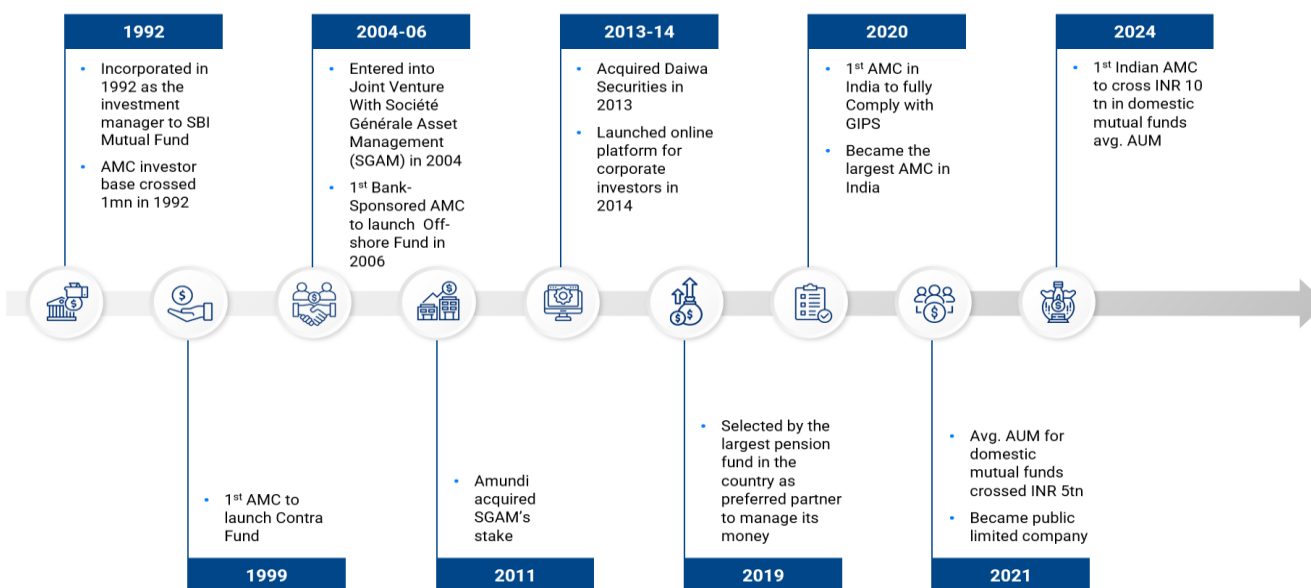 1992
Incorporated in
1992 as the
investment
manager to SBI
Mutual Fund
AMC investor
base crossed
1mn in 1992
2004-06
Entered into
Joint Venture
With Société
Générale Asset
Management
(SGAM) in 2004
1st Bank-
Sponsored AMC
to launch Off-
shore Fund in
2006
2013-14
Acquired Daiwa
Securities in
2013
Launched online
platform for
corporate
investors in
2014
2020
1st AMC in
India to fully
Comply with
GIPS
Became the
largest AMC in
India
2024
1st Indian AMC
to cross INR 10
tn in domestic
mutual funds
avg. AUM
1st AMC to
launch Contra
Fund
1999
Amundi
acquired
SGAM's
stake
2011
Selected by the
largest pension
fund in the
country as
preferred partner
to manage its
money
2019
Avg. AUM for
domestic
mutual funds
crossed INR 5tn
Became public
limited company
2021